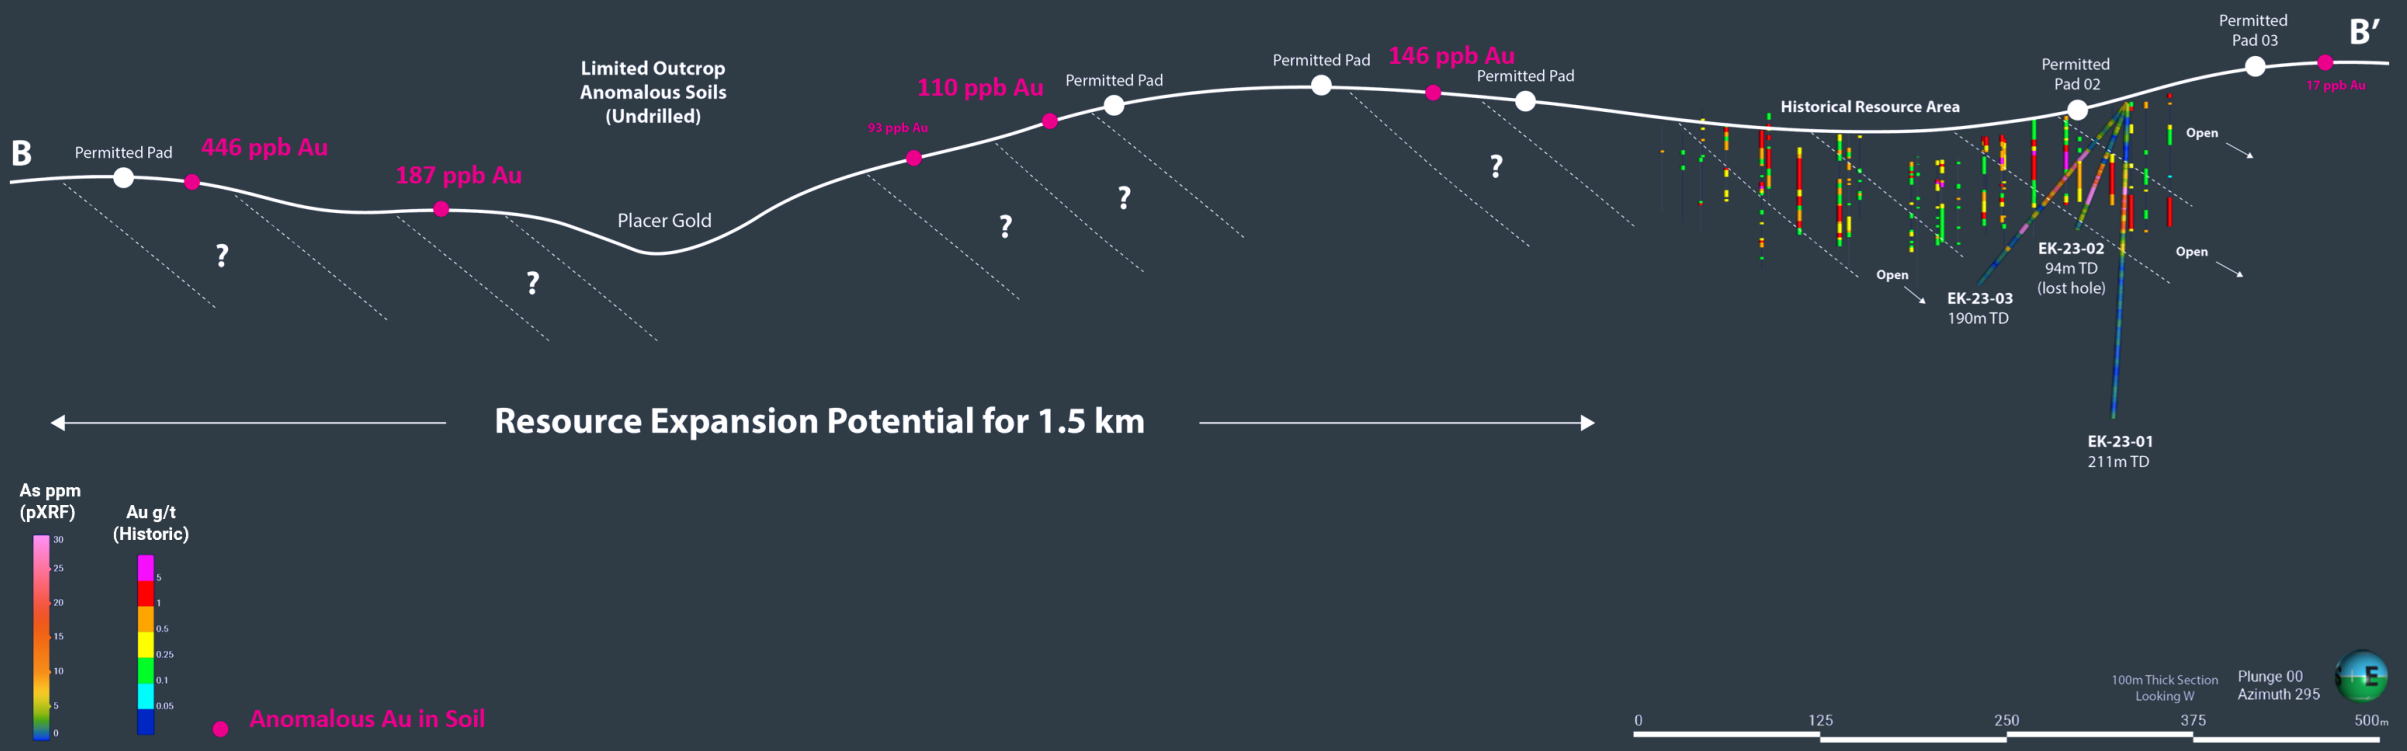 B
Permitted Pad
446 ppb Au
187 ppb Au
Limited Outcrop
Anomalous Soils
(Undrilled)
Placer Gold
93 ppb Au
110 ppb Au
Permitted Pad
Permitted Pad
146 ppb Au
Permitted Pad
Historical Resource Area
Permitted
Pad 02
Permitted
Pad 03
B′
17 ppb Au
?
?
?
?
?
Open
Open
Open
EK-23-02
94m TD
(lost hole)
EK-23-03
190m TD
EK-23-01
211m TD
Resource Expansion Potential for 1.5 km
As ppm
(pXRF)
30
25
20
15
10
5
0
Au g/t
(Historic)
5
1
0.5
0.25
0.1
0.05
Anomalous Au in Soil
100m Thick Section
Looking W
Plunge 00
Azimuth 295
E
0
125
250
375
500m